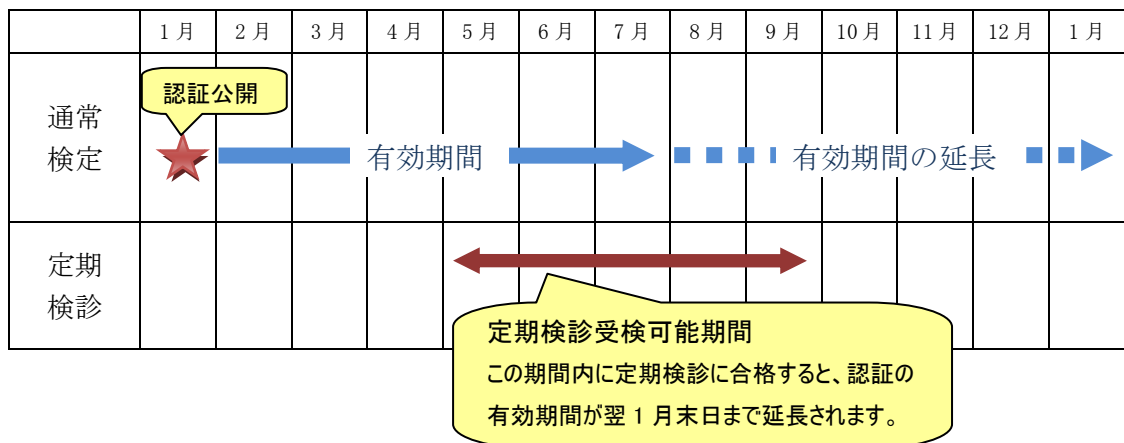 1月 2月 3月 4月 5月 6月 7月 8月 9月 10月 11月 12月 1月
認証公開
通常
検定
有効期間
有効期間の延長
定期
検診
定期検診受検可能期間
この期間内に定期検診に合格すると、認証の
有効期間が翌1月末日まで延長されます。